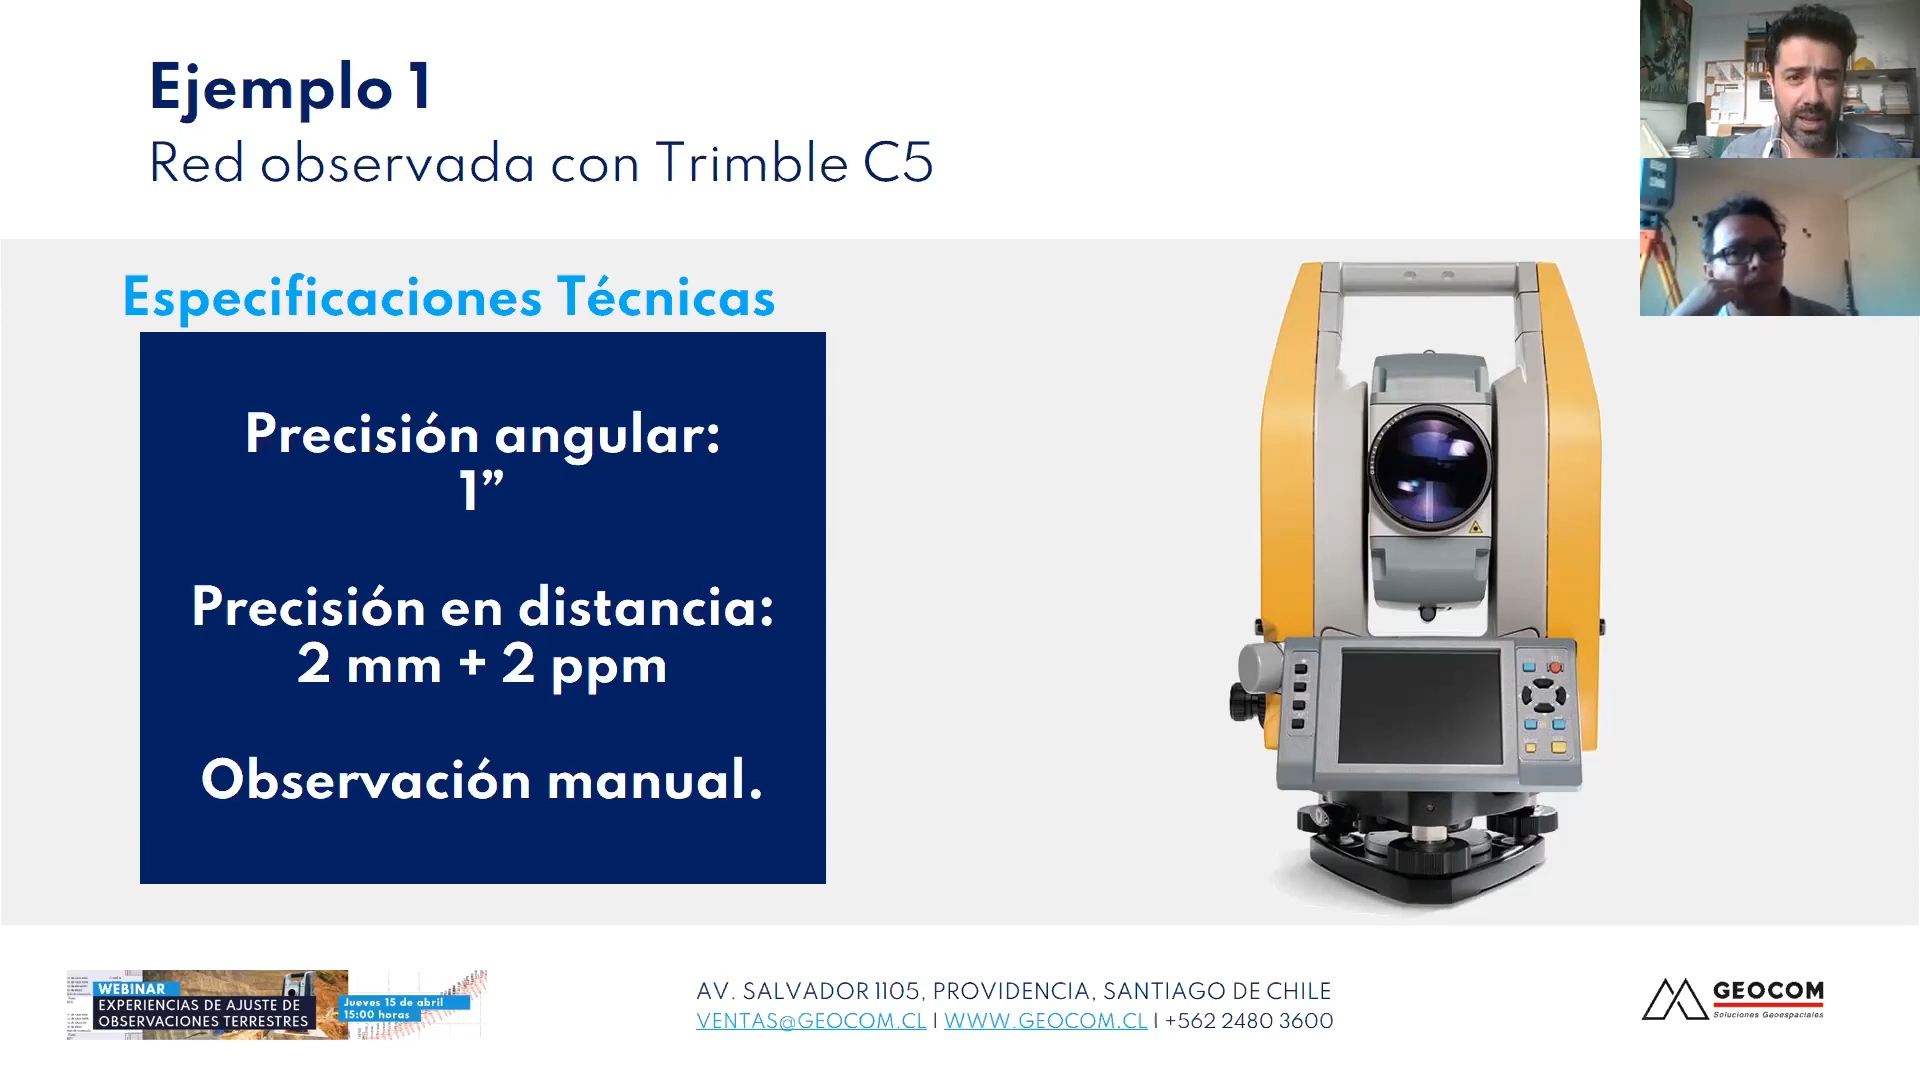 Ejemplo 1
Red observada con Trimble C5
Especificaciones Técnicas
Precisión angular:
1”
Precisión en distancia:
2 mm + 2 ppm
Observación manual.
WEBINAR
EXPERIENCIAS DE AJUSTE DE
OBSERVACIONES TERRESTRES
Jueves 15 de abril
15:00 horas
AV. SALVADOR 1105, PROVIDENCIA, SANTIAGO DE CHILE
VENTAS@GEOCOM.CL | WWW.GEOCOM.CL | +562 2480 3600
GEOCOM
Soluciones Geoespaciales